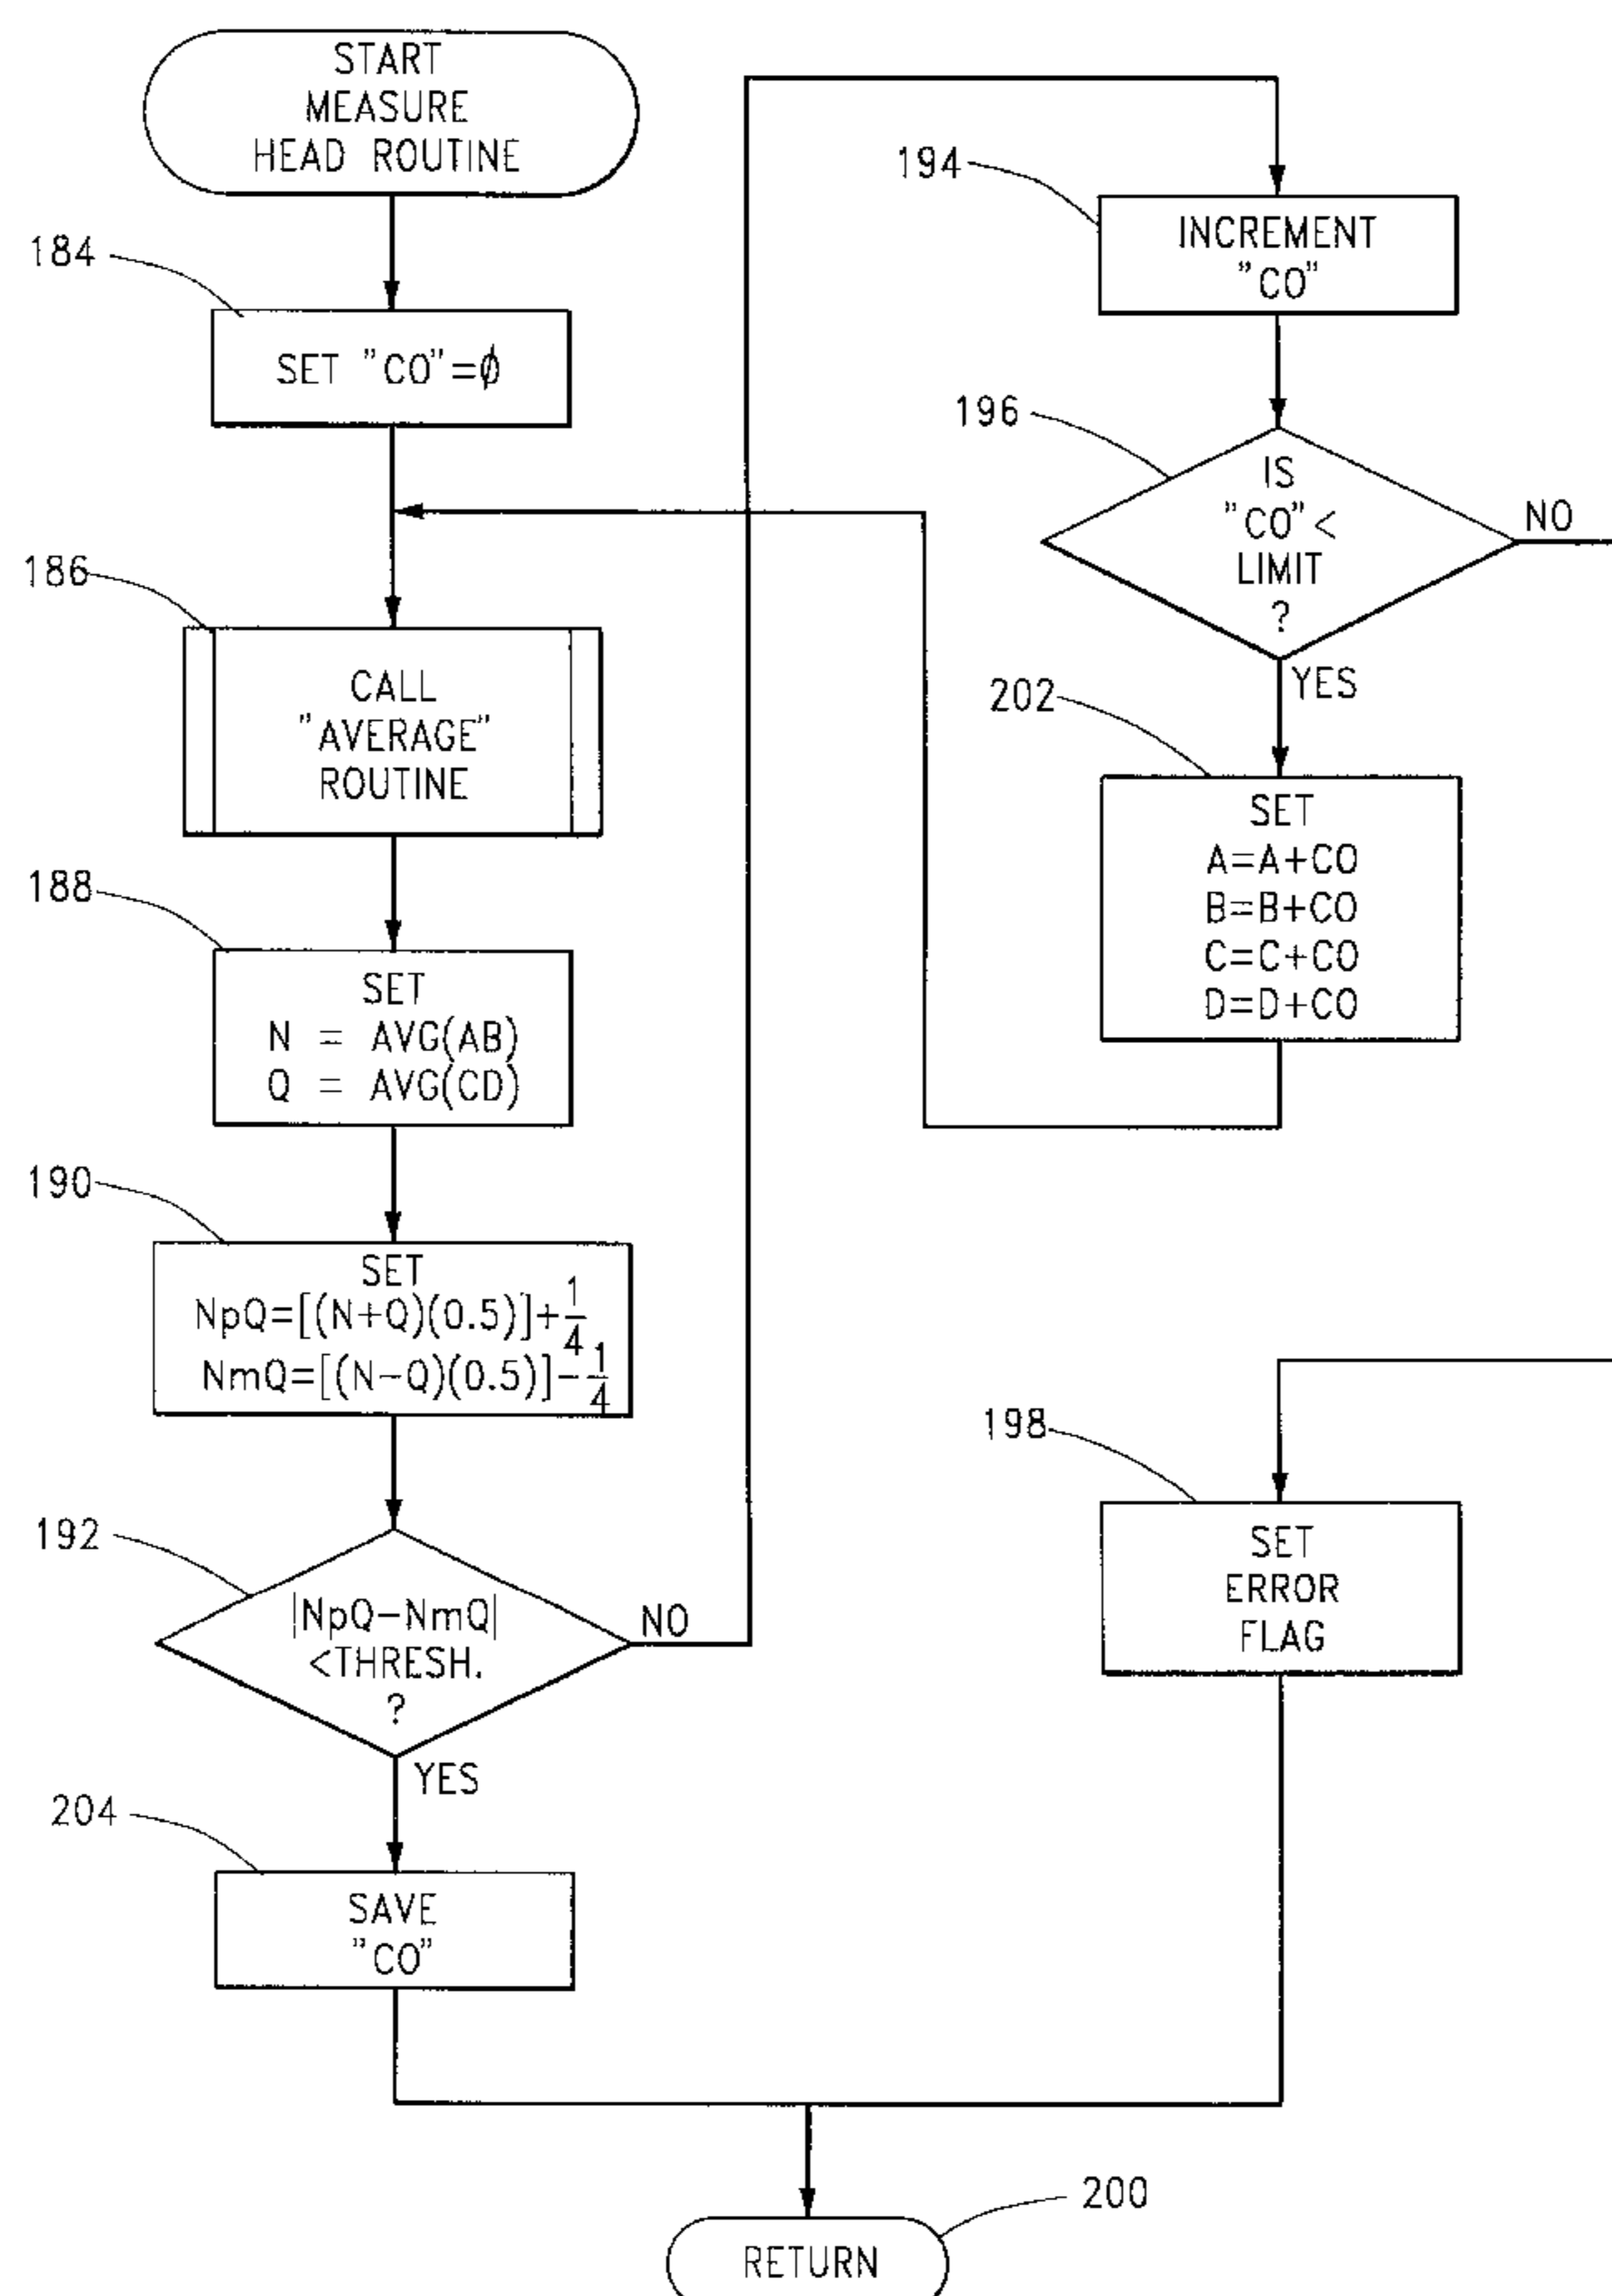 START
MEASURE
HEAD ROUTINE
184
SET "CO"=∅
186
CALL
"AVERAGE"
ROUTINE
188
SET
N = AVG(AB)
Q = AVG(CD)
190
SET
NpQ=[(N+Q)(0.5)]+1/4
NmQ=[(N-Q)(0.5)]-1/4
192
|NpQ-NmQ|
<THRESH.
?
NO
YES
204
SAVE
"CO"
194
INCREMENT
"CO"
196
IS
"CO"<
LIMIT
?
NO
YES
202
SET
A=A+CO
B=B+CO
C=C+CO
D=D+CO
198
SET
ERROR
FLAG
200
RETURN